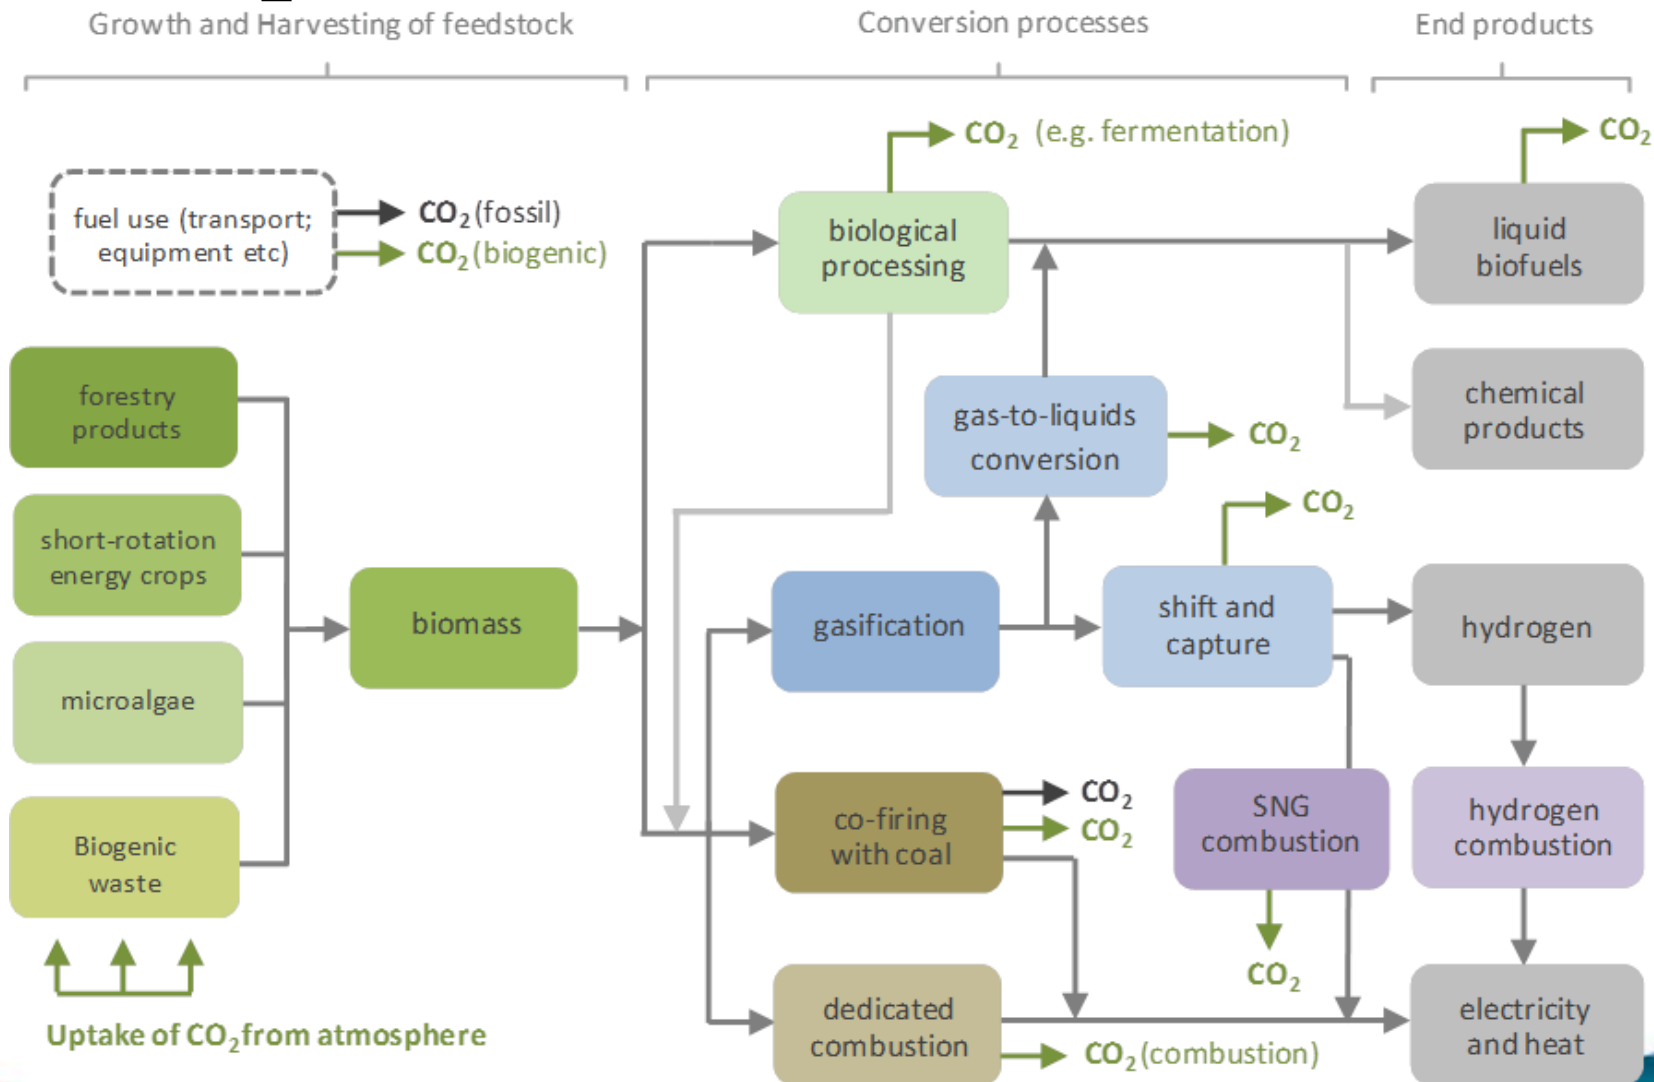 Growth and Harvesting of feedstock
Conversion processes
End products
CO2 (e.g. fermentation)
CO2
fuel use (transport;
equipment etc)
CO2 (fossil)
CO2 (biogenic)
biological
processing
liquid
biofuels
forestry
products
gas-to-liquids
conversion
CO2
chemical
products
short-rotation
energy crops
CO2
biomass
gasification
shift and
capture
hydrogen
microalgae
co-firing
with coal
CO2
CO2
SNG
combustion
hydrogen
combustion
Biogenic
waste
CO2
dedicated
combustion
CO2 (combustion)
electricity
and heat
Uptake of CO2 from atmosphere